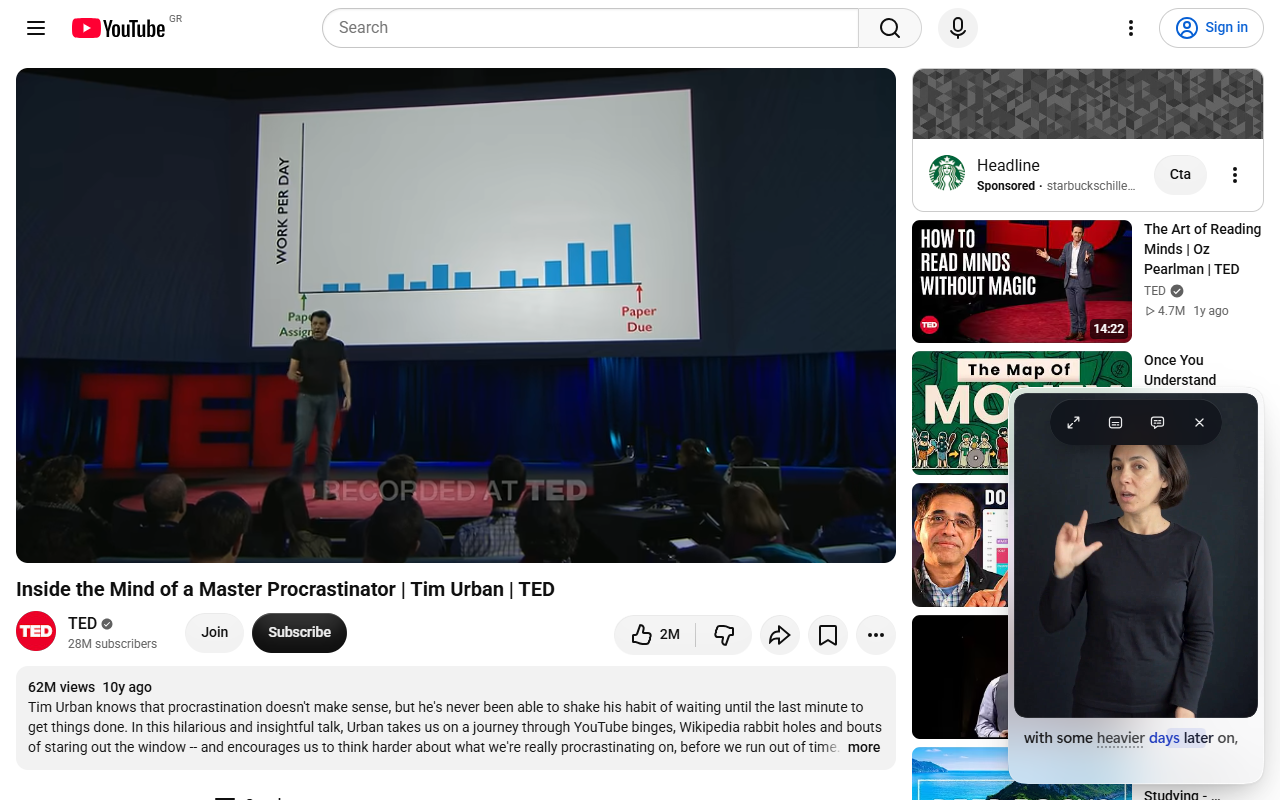 YouTube
GR
Search
Sign in
WORK PER DAY
Paper
Due
TED
RECORDED AT TED
Inside the Mind of a Master Procrastinator | Tim Urban | TED
TED
TED
28M subscribers
Join
Subscribe
2M
62M views 10y ago
Tim Urban knows that procrastination doesn't make sense, but he's never been able to shake his habit of waiting until the last minute to
get things done. In this hilarious and insightful talk, Urban takes us on a journey through YouTube binges, Wikipedia rabbit holes and bouts
of staring out the window -- and encourages us to think harder about what we're really procrastinating on, before we run out of time. more
Headline
Sponsored · starbuckschille...
Cta
HOW TO
READ MINDS
WITHOUT MAGIC
TED
14:22
The Art of Reading
Minds | Oz
Pearlman | TED
TED
4.7M 1y ago
The Map Of
Once You
Understand
DO
with some heavier days later on,
Studying - ...